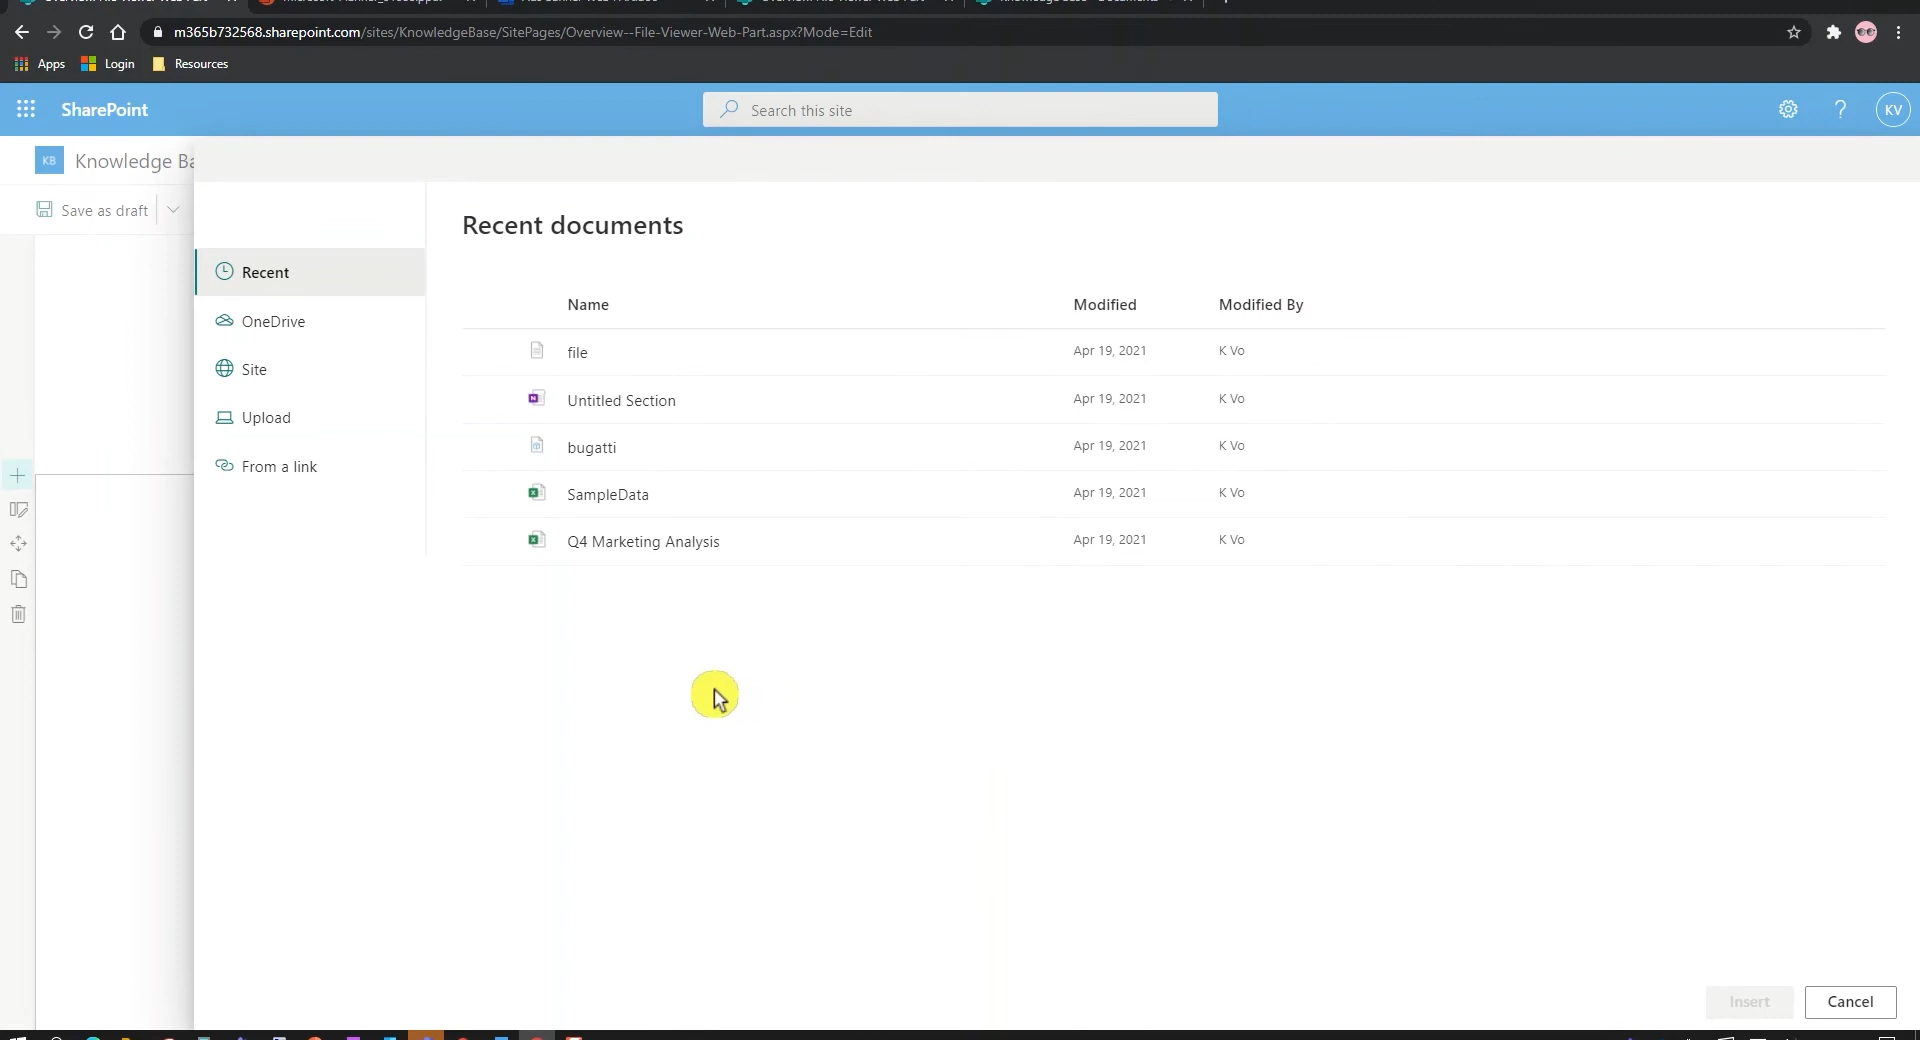 m365b732568.sharepoint.com/sites/KnowledgeBase/SitePages/Overview--File-Viewer-Web-Part.aspx?Mode=Edit
Apps Login Resources
SharePoint
Search this site
KV
KB Knowledge Ba
Save as draft
Recent documents
Recent
OneDrive
Site
Upload
From a link
Name Modified Modified By
file Apr 19, 2021 K Vo
Untitled Section Apr 19, 2021 K Vo
bugatti Apr 19, 2021 K Vo
SampleData Apr 19, 2021 K Vo
Q4 Marketing Analysis Apr 19, 2021 K Vo
Insert Cancel